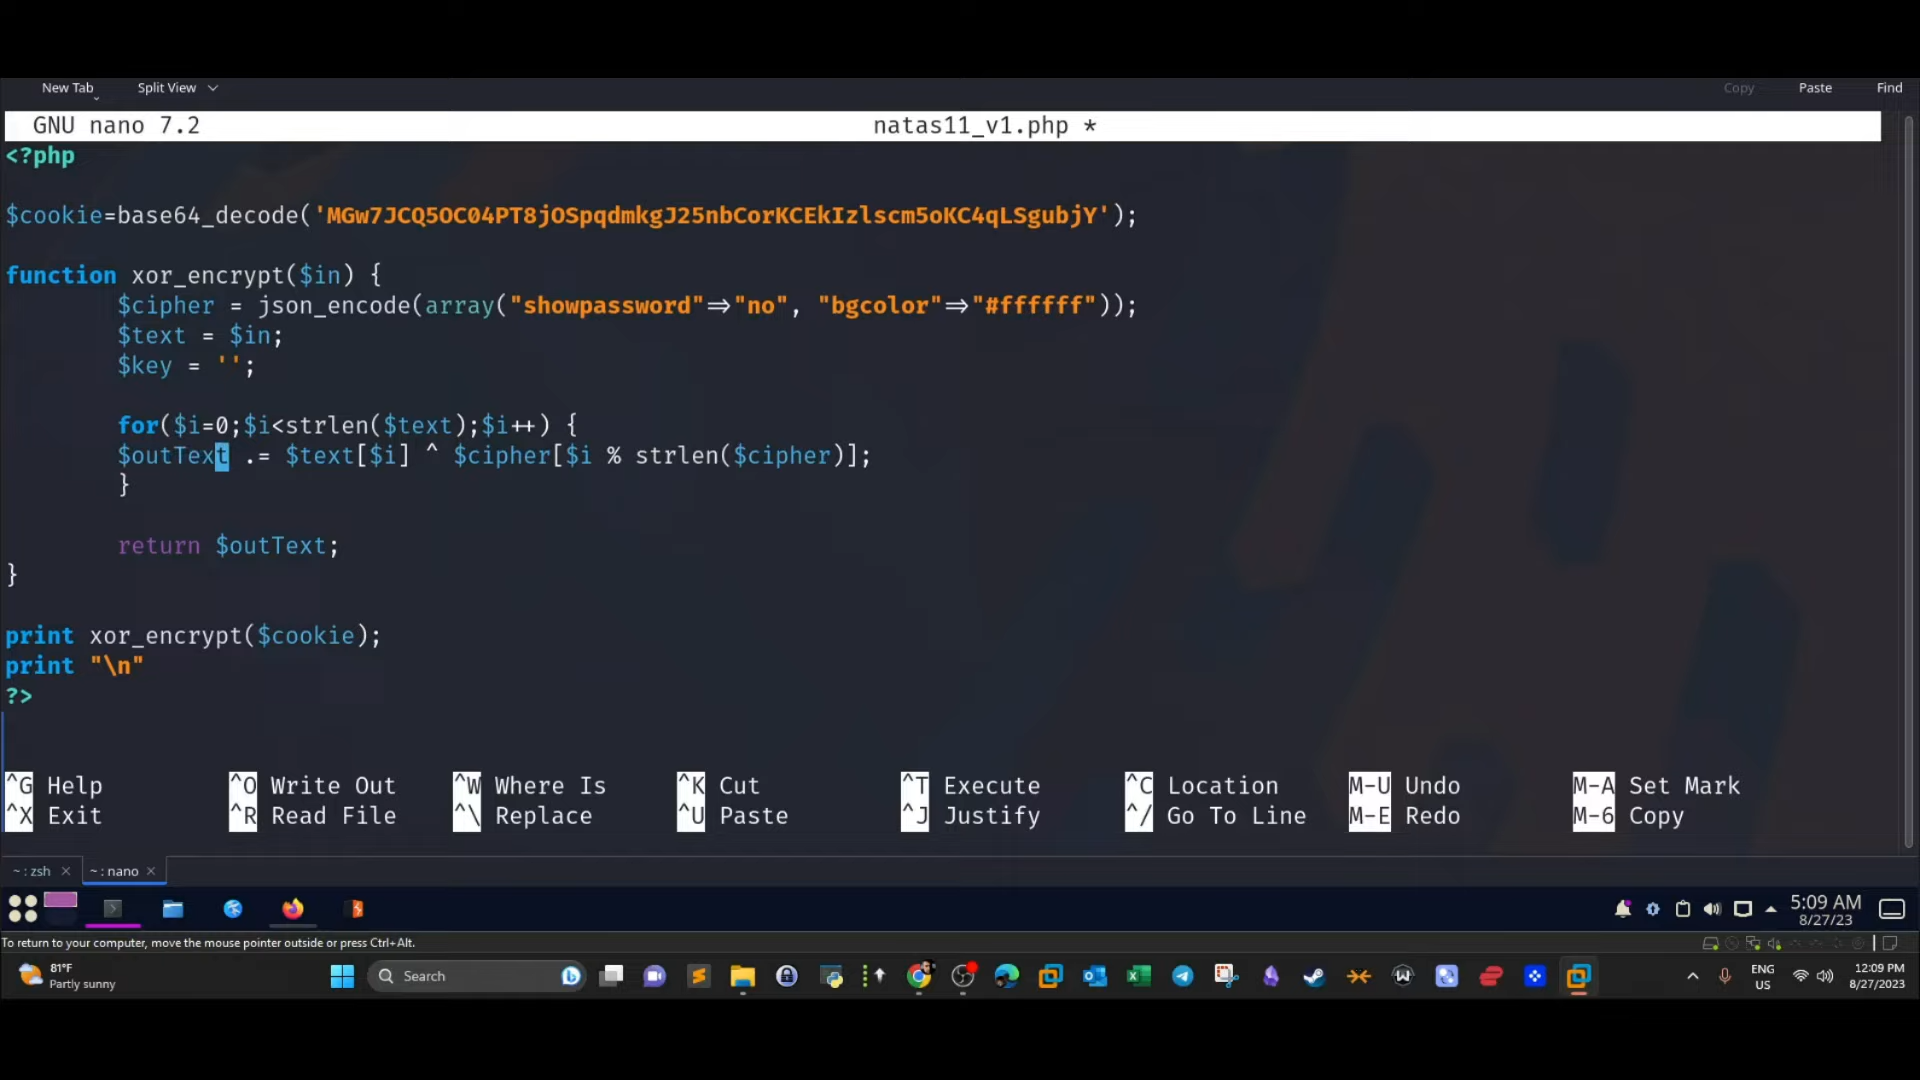 New Tab Split View Copy Paste Find
GNU nano 7.2 natas11_v1.php *
<?php
$cookie=base64_decode('MGw7JCQ5OC04PT8jOSpqdmkgJ25nbCorKCEkIzlscm5oKC4qLSgubjY');
function xor_encrypt($in) {
$cipher = json_encode(array("showpassword"=>"no", "bgcolor"=>"#ffffff"));
$text = $in;
$key = '';
for($i=0;$i<strlen($text);$i++) {
$outText .= $text[$i] ^ $cipher[$i % strlen($cipher)];
}
return $outText;
}
print xor_encrypt($cookie);
print "\n"
?>
^G Help ^O Write Out ^W Where Is ^K Cut ^T Execute ^C Location M-U Undo M-A Set Mark
^X Exit ^R Read File ^\ Replace ^U Paste ^J Justify ^/ Go To Line M-E Redo M-6 Copy
~ : zsh ~ : nano
5:09 AM
8/27/23
To return to your computer, move the mouse pointer outside or press Ctrl+Alt.
81°F
Partly sunny
Search
ENG
US
12:09 PM
8/27/2023